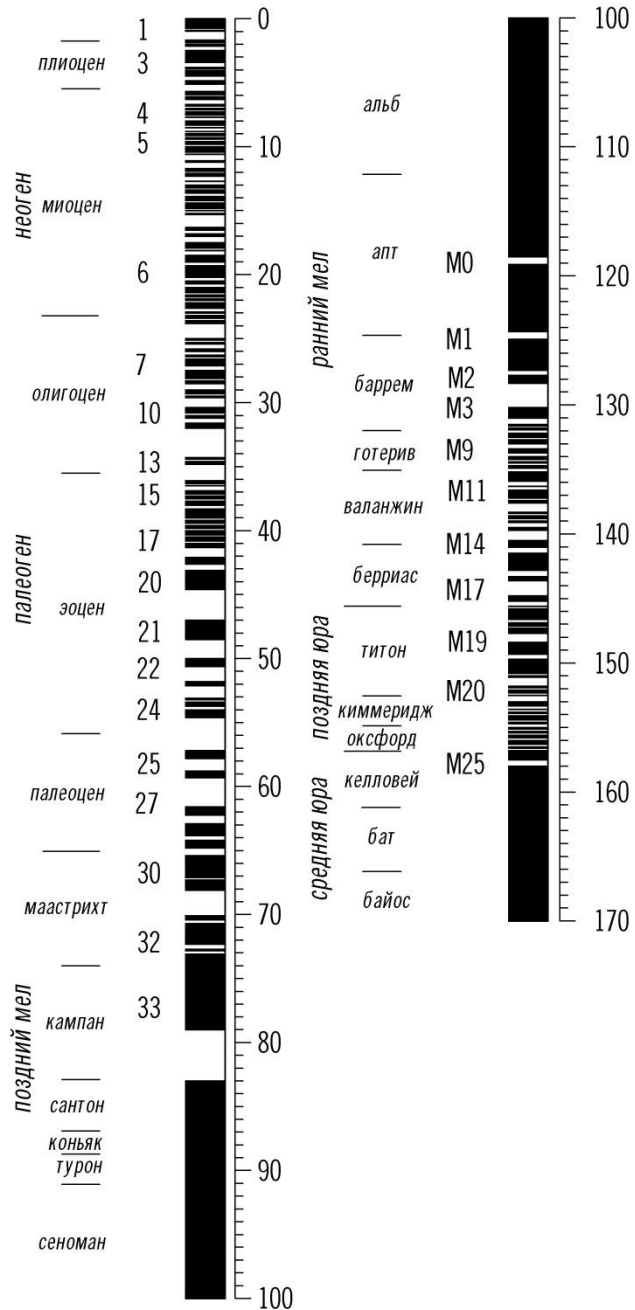 неоген
палеоген
поздний мел
плиоцен
миоцен
олигоцен
эоцен
палеоцен
маастрихт
кампан
сантон
коньяк
турон
сеноман
1
3
4
5
6
7
10
13
15
17
20
21
22
24
25
27
30
32
33
0
10
20
30
40
50
60
70
80
90
100
ранний мел
поздняя юра
средняя юра
альб
апт
баррем
готерив
валанжин
берриас
титон
киммеридж
оксфорд
келловей
бат
байос
M0
M1
M2
M3
M9
M11
M14
M17
M19
M20
M25
100
110
120
130
140
150
160
170